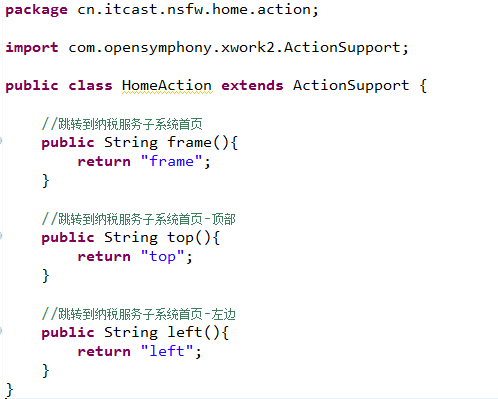 package cn.itcast.nsfw.home.action;
import com.opensymphony.xwork2.ActionSupport;
public class HomeAction extends ActionSupport {
//跳转到纳税服务子系统首页
public String frame(){
return "frame";
}
//跳转到纳税服务子系统首页-顶部
public String top(){
return "top";
}
//跳转到纳税服务子系统首页-左边
public String left(){
return "left";
}
}